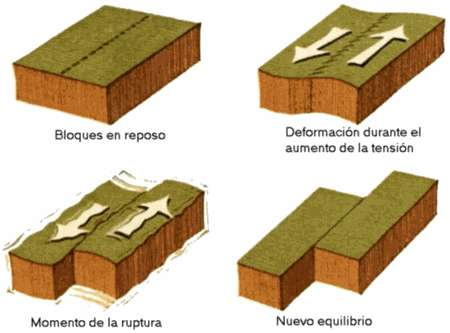 Bloques en reposo
Deformación durante el
aumento de la tensión
Momento de la ruptura
Nuevo equilibrio